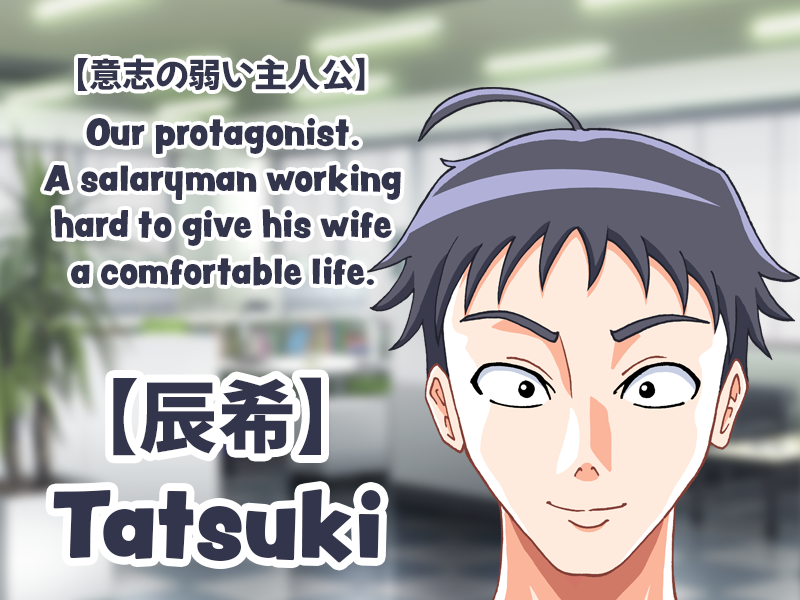 【意志の弱い主人公】
Our protagonist.
A salaryman working
hard to give his wife
a comfortable life.
【辰希】
Tatsuki